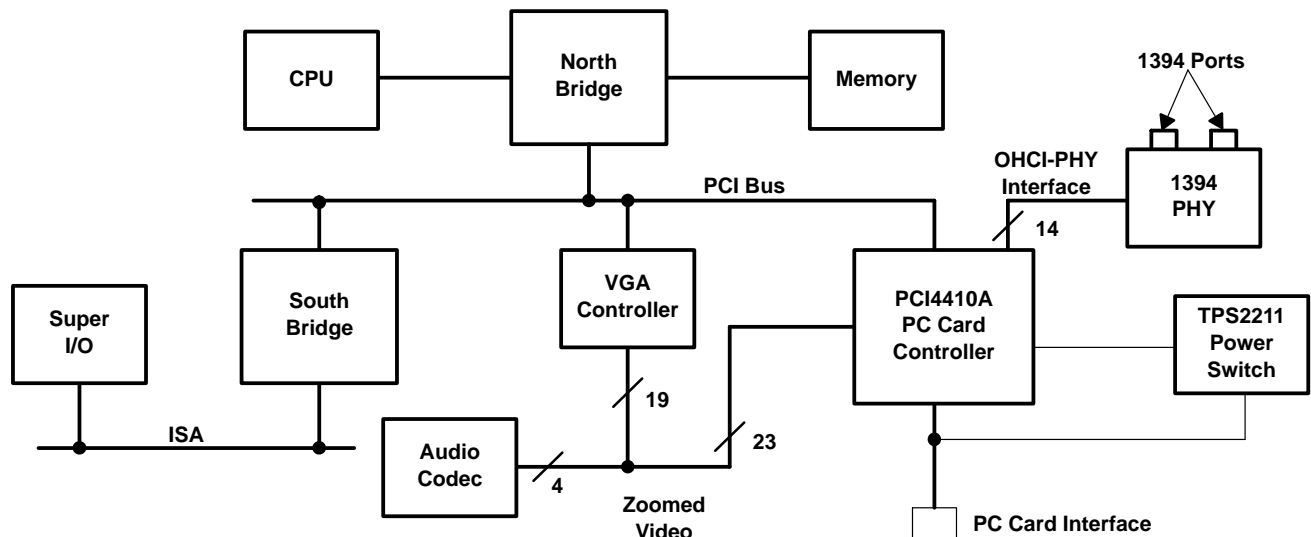 CPU
North
Bridge
Memory
1394 Ports
OHCI-PHY
Interface
1394
PHY
PCI Bus
14
South
Bridge
VGA
Controller
PCI4410A
PC Card
Controller
Super
I/O
TPS2211
Power
Switch
19
ISA
Audio
Codec
23
4
Zoomed
Video
PC Card Interface